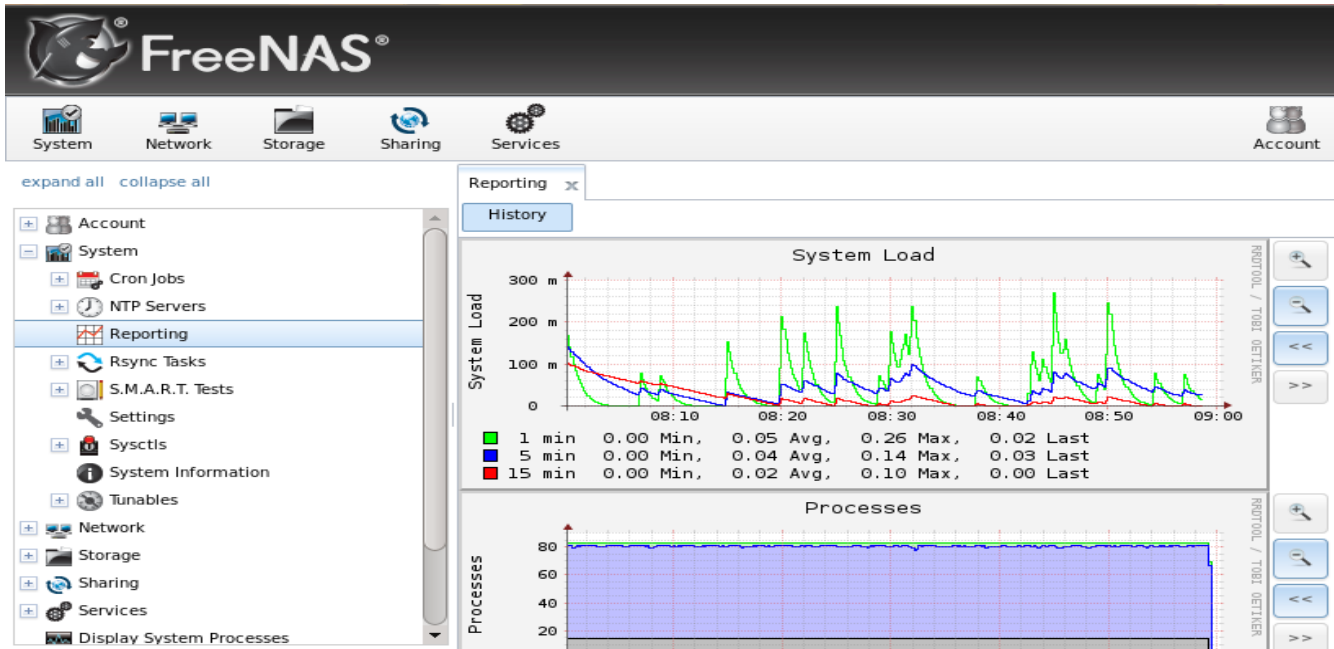 FreeNAS®
System Network Storage Sharing Services Account
expand all collapse all
Account
System
Cron Jobs
NTP Servers
Reporting
Rsync Tasks
S.M.A.R.T. Tests
Settings
Sysctls
System Information
Tunables
Network
Storage
Sharing
Services
Display System Processes
Reporting x
History
System Load
RRDTOOL / TOBI OETIKER
System Load
300 m
200 m
100 m
0
08:10 08:20 08:30 08:40 08:50 09:00
1 min 0.00 Min, 0.05 Avg, 0.26 Max, 0.02 Last
5 min 0.00 Min, 0.04 Avg, 0.14 Max, 0.03 Last
15 min 0.00 Min, 0.02 Avg, 0.10 Max, 0.00 Last
<<
>>
Processes
RRDTOOL / TOBI OETIKER
Processes
80
60
40
20
<<
>>